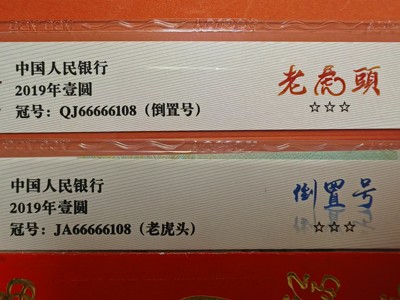 中国人民银行
2019年壹圆
冠号：QJ66666108（倒置号）
老虎頭
☆☆☆
中国人民银行
2019年壹圆
冠号：JA66666108（老虎头）
倒置号
☆☆☆